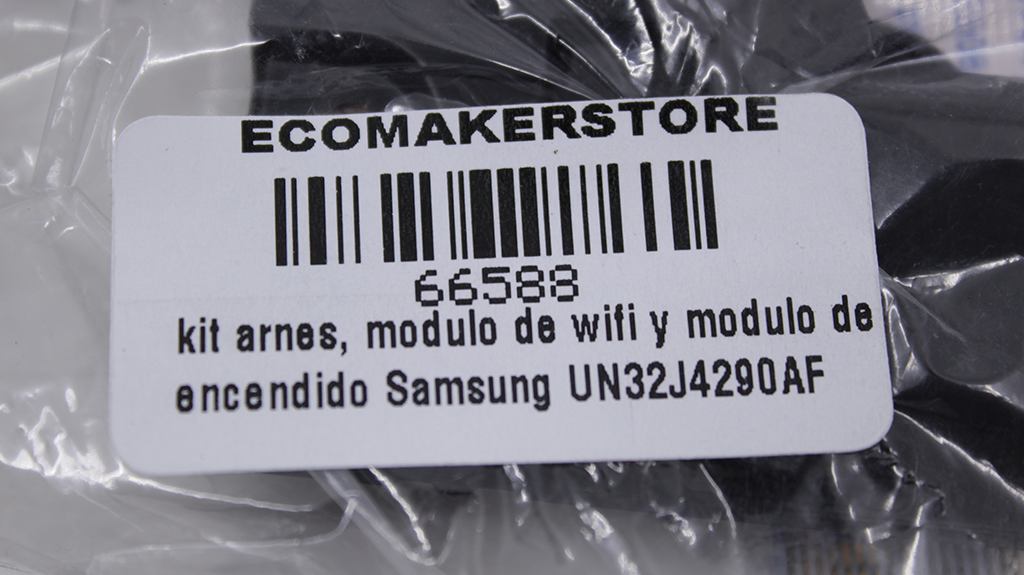 ECOMAKERSTORE
66588
kit arnes, modulo de wifi y modulo de
encendido Samsung UN32J4290AF